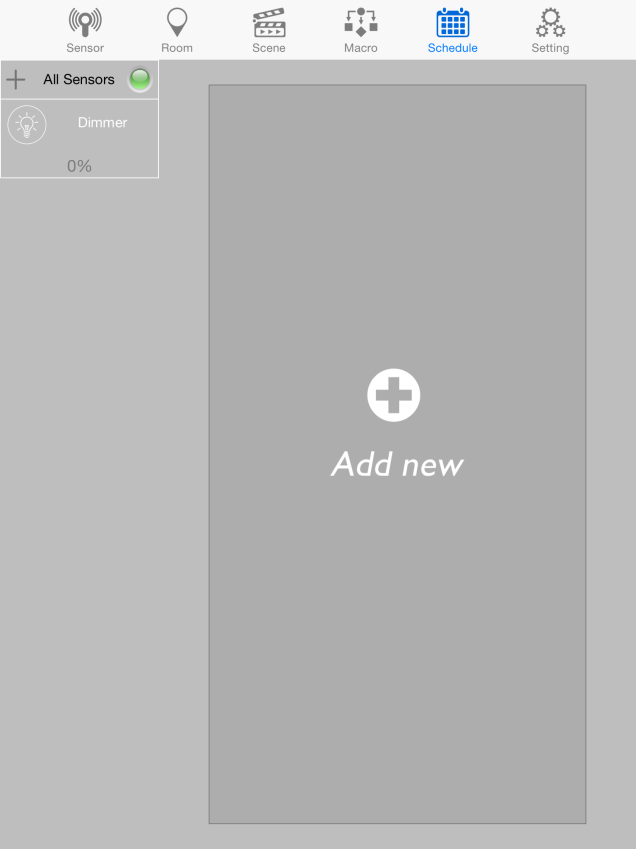 Sensor
Room
Scene
Macro
Schedule
Setting
All Sensors
Dimmer
0%
Add new